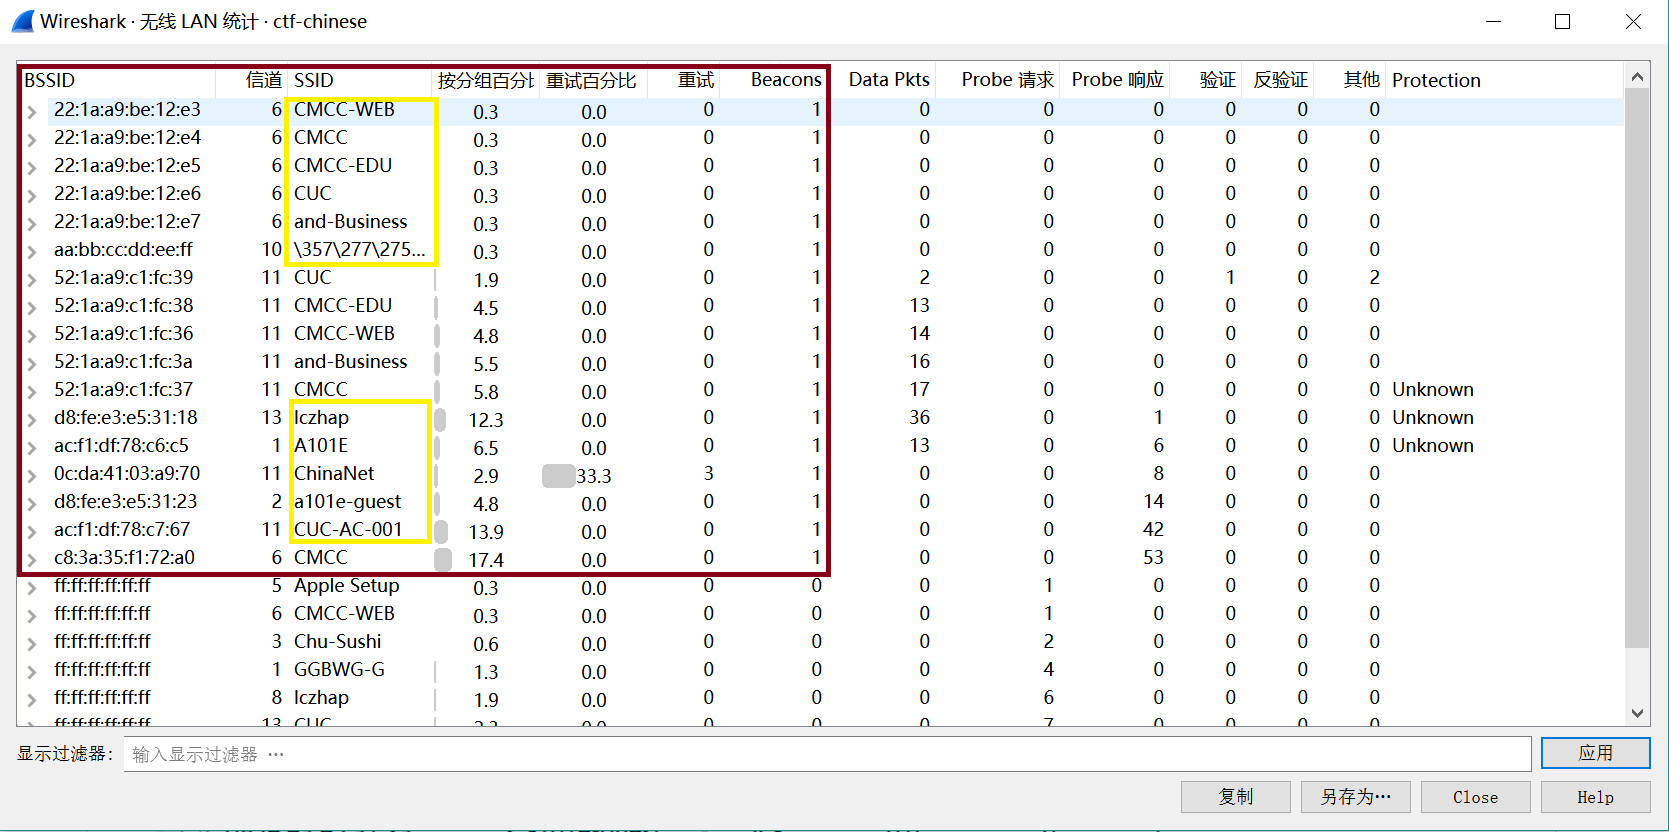 Wireshark · 无线 LAN 统计 · ctf-chinese
BSSID 信道 SSID 按分组百分比 重试百分比 重试 Beacons Data Pkts Probe 请求 Probe 响应 验证 反验证 其他 Protection
22:1a:a9:be:12:e3 6 CMCC-WEB 0.3 0.0 0 1 0 0 0 0 0 0
22:1a:a9:be:12:e4 6 CMCC 0.3 0.0 0 1 0 0 0 0 0 0
22:1a:a9:be:12:e5 6 CMCC-EDU 0.3 0.0 0 1 0 0 0 0 0 0
22:1a:a9:be:12:e6 6 CUC 0.3 0.0 0 1 0 0 0 0 0 0
22:1a:a9:be:12:e7 6 and-Business 0.3 0.0 0 1 0 0 0 0 0 0
aa:bb:cc:dd:ee:ff 10 \357\277\275... 0.3 0.0 0 1 0 0 0 0 0 0
52:1a:a9:c1:fc:39 11 CUC 1.9 0.0 0 1 2 0 0 1 0 2
52:1a:a9:c1:fc:38 11 CMCC-EDU 4.5 0.0 0 1 13 0 0 0 0 0
52:1a:a9:c1:fc:36 11 CMCC-WEB 4.8 0.0 0 1 14 0 0 0 0 0
52:1a:a9:c1:fc:3a 11 and-Business 5.5 0.0 0 1 16 0 0 0 0 0
52:1a:a9:c1:fc:37 11 CMCC 5.8 0.0 0 1 17 0 0 0 0 0 Unknown
d8:fe:e3:e5:31:18 13 lczhap 12.3 0.0 0 1 36 0 1 0 0 0 Unknown
ac:f1:df:78:c6:c5 1 A101E 6.5 0.0 0 1 13 0 6 0 0 0 Unknown
0c:da:41:03:a9:70 11 ChinaNet 2.9 33.3 3 1 0 0 8 0 0 0
d8:fe:e3:e5:31:23 2 a101e-guest 4.8 0.0 0 1 0 0 14 0 0 0
ac:f1:df:78:c7:67 11 CUC-AC-001 13.9 0.0 0 1 0 0 42 0 0 0
c8:3a:35:f1:72:a0 6 CMCC 17.4 0.0 0 1 0 0 53 0 0 0
ff:ff:ff:ff:ff:ff 5 Apple Setup 0.3 0.0 0 0 0 1 0 0 0 0
ff:ff:ff:ff:ff:ff 6 CMCC-WEB 0.3 0.0 0 0 0 1 0 0 0 0
ff:ff:ff:ff:ff:ff 3 Chu-Sushi 0.6 0.0 0 0 0 2 0 0 0 0
ff:ff:ff:ff:ff:ff 1 GGBWG-G 1.3 0.0 0 0 0 4 0 0 0 0
ff:ff:ff:ff:ff:ff 8 lczhap 1.9 0.0 0 0 0 6 0 0 0 0
ff:ff:ff:ff:ff:ff 13 CUC 0.0 0 0 0 7 0 0 0 0
显示过滤器： 输入显示过滤器 … 应用
复制 另存为… Close Help